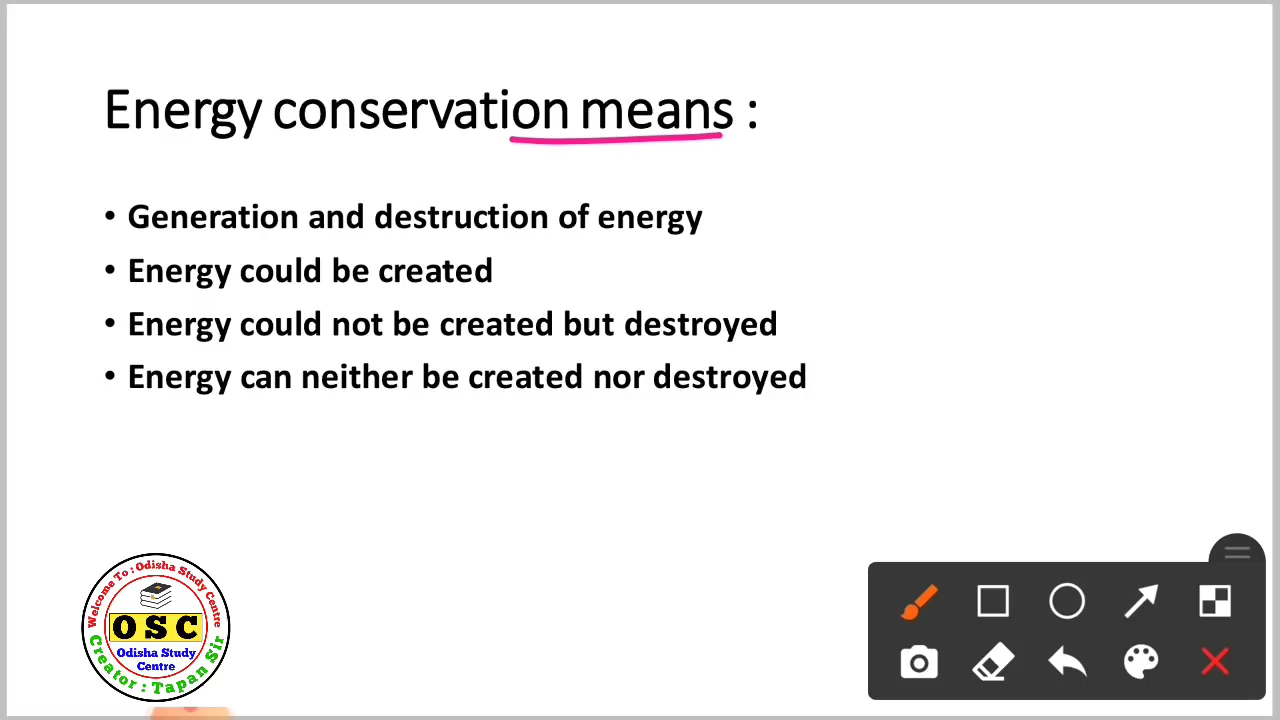 Energy conservation means :
• Generation and destruction of energy
• Energy could be created
• Energy could not be created but destroyed
• Energy can neither be created nor destroyed
Welcome To : Odisha Study Centre
OSC
Odisha Study
Centre
Creator : Tapan Sir